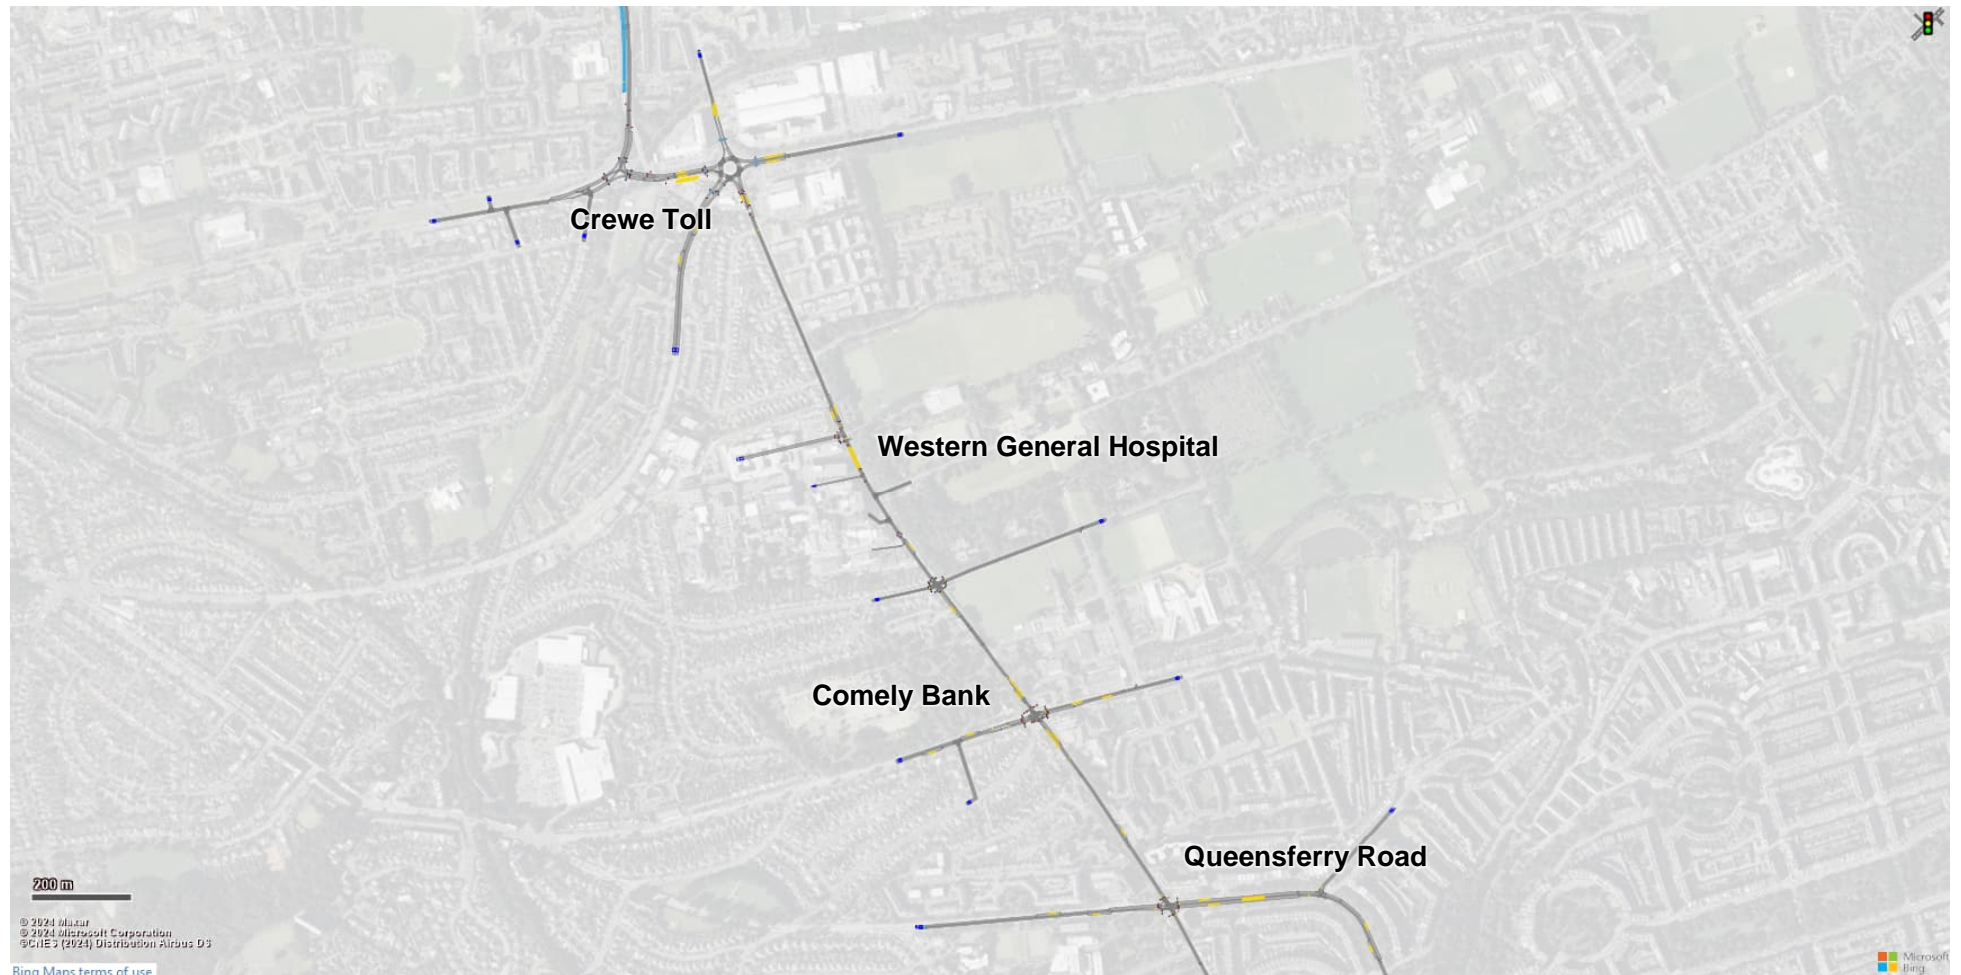 Crewe Toll
Western General Hospital
Comely Bank
Queensferry Road
200 m
© 2024 Maxar
© 2024 Microsoft Corporation
©CNES (2024) Distribution Airbus DS
Bing Maps terms of use
Microsoft
Bing